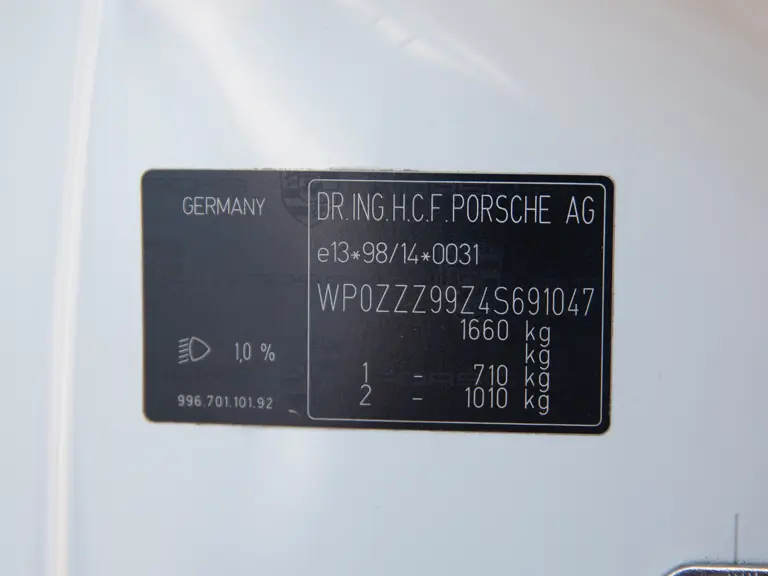 GERMANY
1,0 %
996.701.101.92
DR.ING.H.C.F.PORSCHE AG
e13*98/14*0031
WP0ZZZ99Z4S691047
1660 kg
kg
1 - 710 kg
2 - 1010 kg